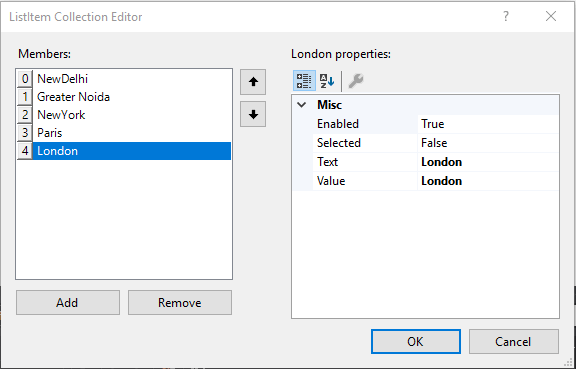 ListItem Collection Editor
Members:
0 NewDelhi
1 Greater Noida
2 NewYork
3 Paris
4 London
Add Remove
London properties:
Misc
Enabled True
Selected False
Text London
Value London
OK Cancel